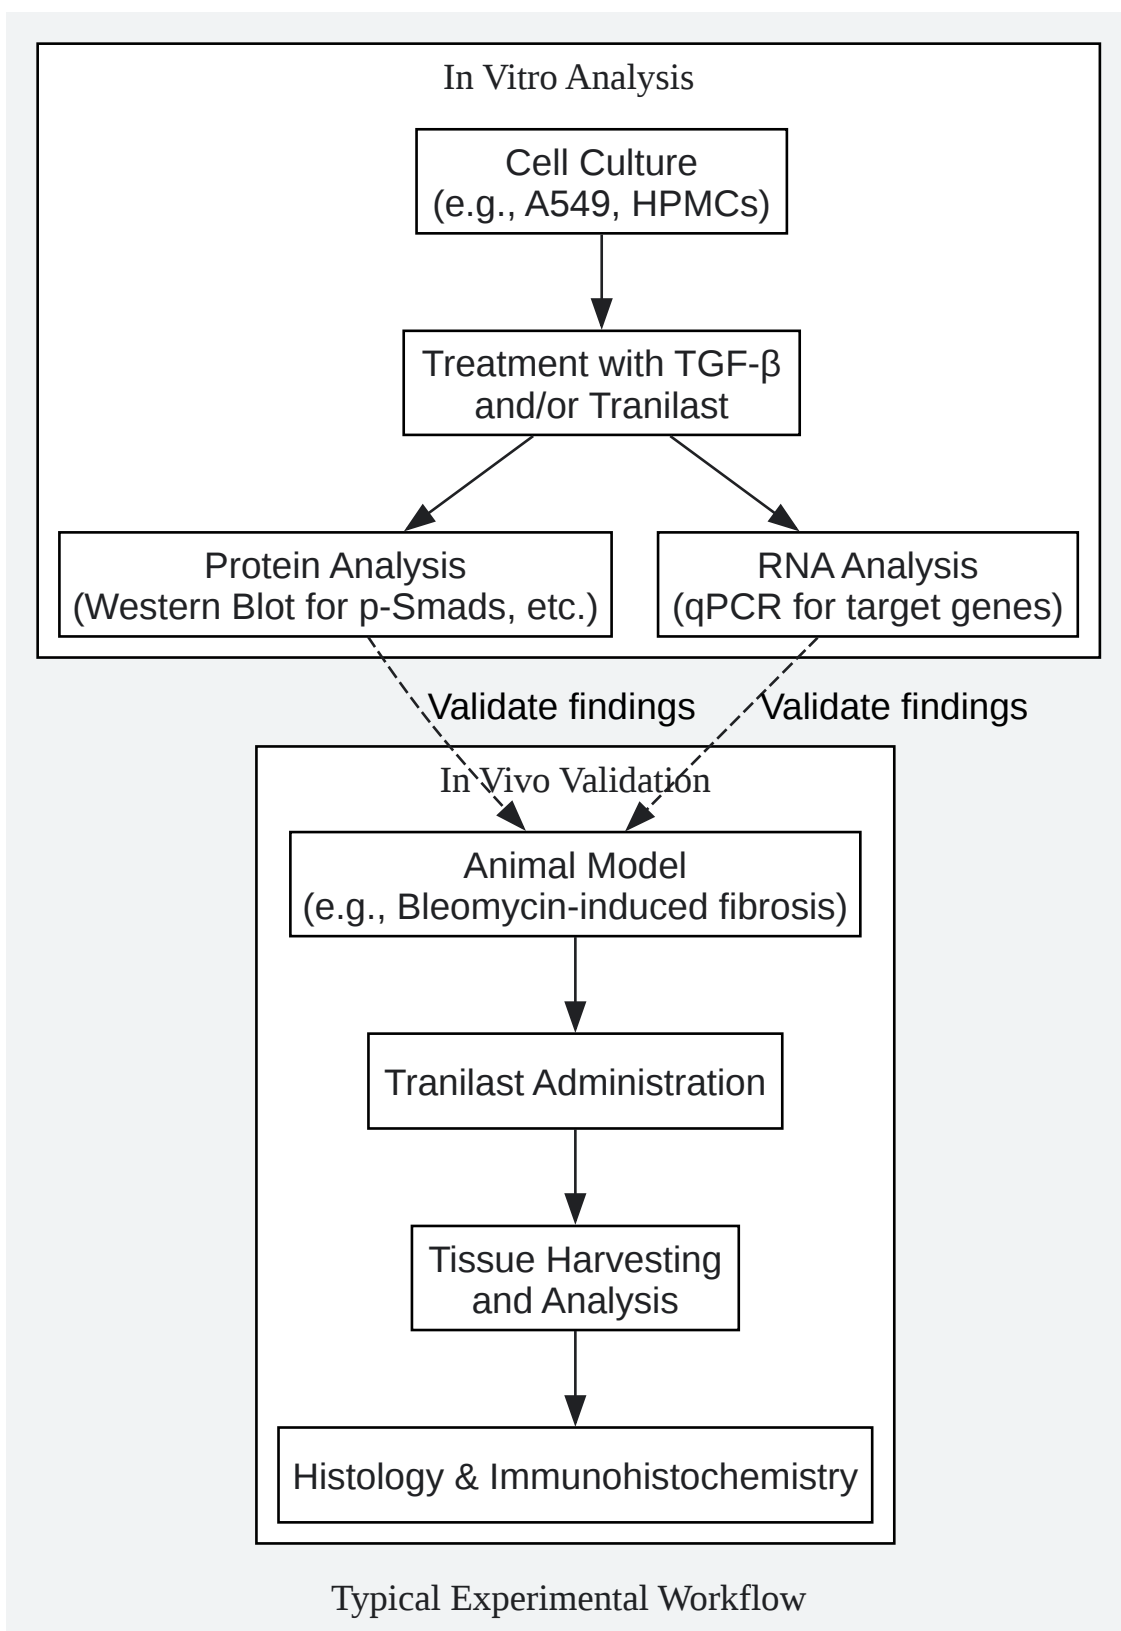 In Vitro Analysis
Cell Culture
(e.g., A549, HPMCs)
Treatment with TGF-β
and/or Tranilast
Protein Analysis
(Western Blot for p-Smads, etc.)
RNA Analysis
(qPCR for target genes)
Validate findings
Validate findings
In Vivo Validation
Animal Model
(e.g., Bleomycin-induced fibrosis)
Tranilast Administration
Tissue Harvesting
and Analysis
Histology & Immunohistochemistry
Typical Experimental Workflow